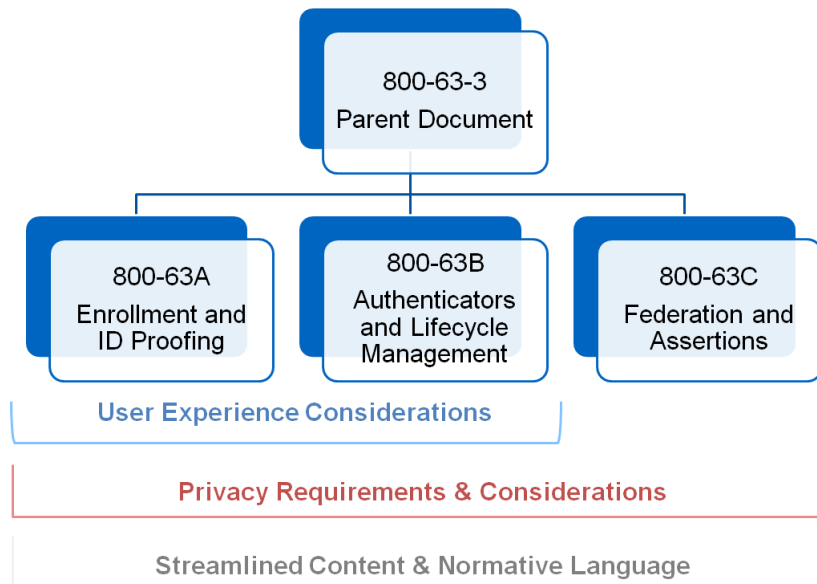 800-63-3
Parent Document
800-63A
Enrollment and
ID Proofing
800-63B
Authenticators
and Lifecycle
Management
800-63C
Federation and
Assertions
User Experience Considerations
Privacy Requirements & Considerations
Streamlined Content & Normative Language